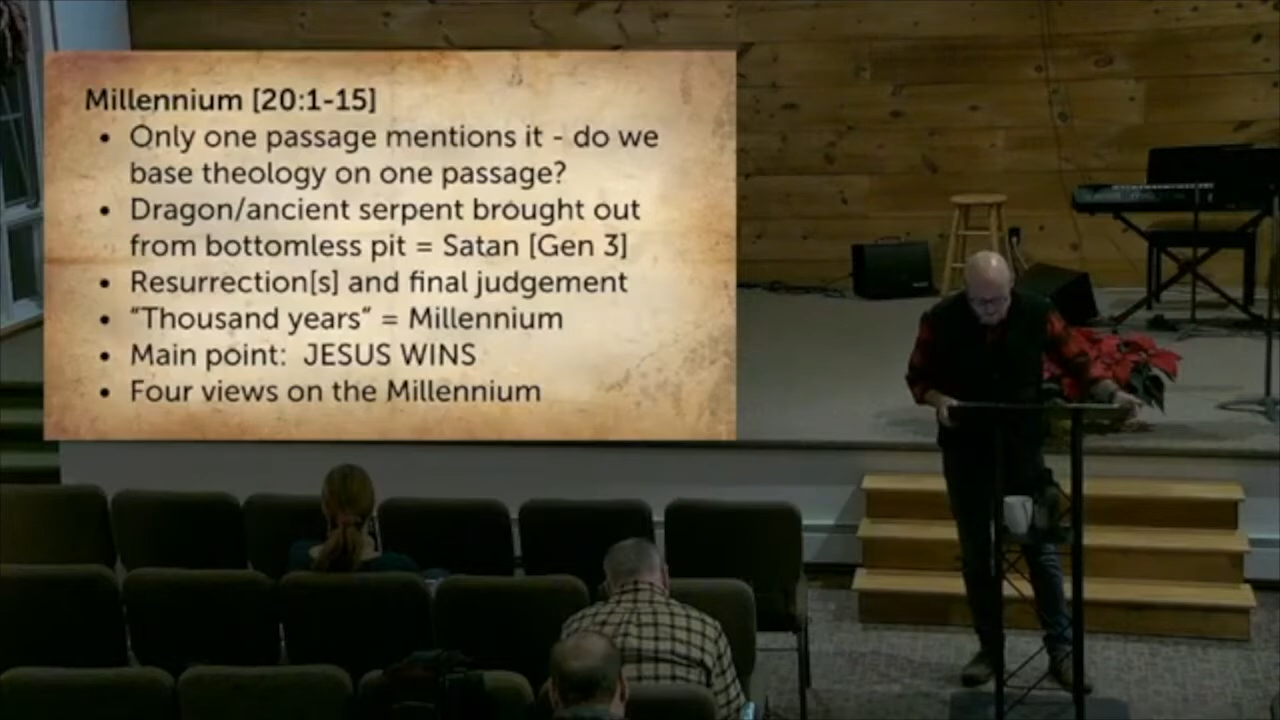 Millennium [20:1-15]
• Only one passage mentions it - do we
base theology on one passage?
• Dragon/ancient serpent brought out
from bottomless pit = Satan [Gen 3]
• Resurrection[s] and final judgement
• “Thousand years” = Millennium
• Main point:  JESUS WINS
• Four views on the Millennium